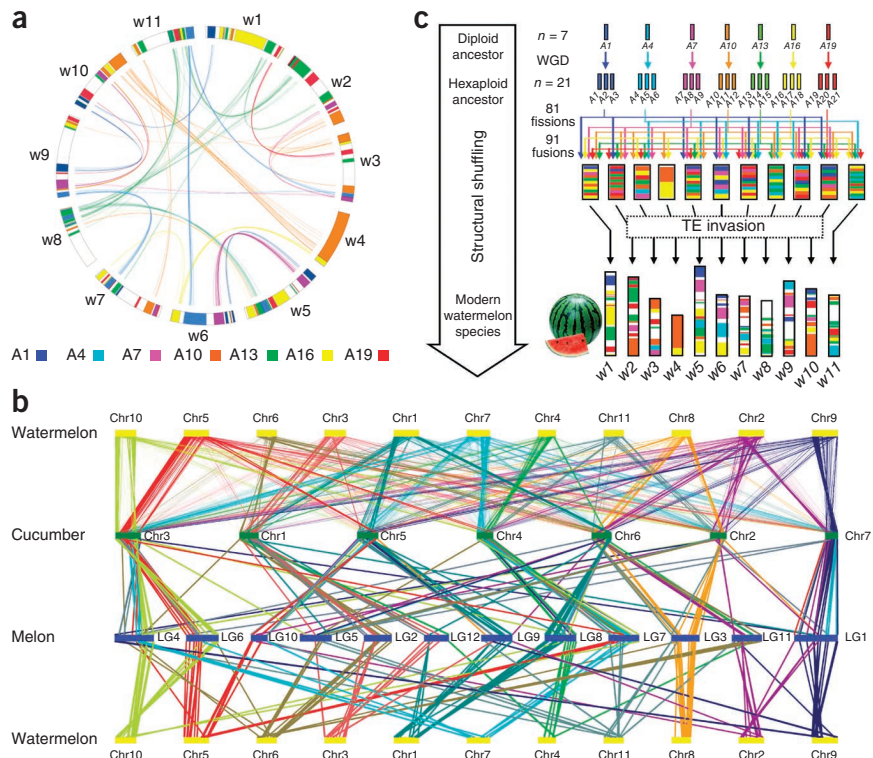 a
w11
w1
w10
w2
w9
w3
w8
w4
w7
w5
w6
A1 A4 A7 A10 A13 A16 A19
c
Diploid ancestor
n = 7
A1 A4 A7 A10 A13 A16 A19
WGD
Hexaploid ancestor
n = 21
A1 A2 A3 A4 A5 A6 A7 A8 A9 A10 A11 A12 A13 A14 A15 A16 A17 A18 A19 A20 A21
81 fissions
91 fusions
Structural shuffling
TE invasion
Modern watermelon species
w1 w2 w3 w4 w5 w6 w7 w8 w9 w10 w11
b
Chr10 Chr5 Chr6 Chr3 Chr1 Chr7 Chr4 Chr11 Chr8 Chr2 Chr9
Watermelon
Cucumber
Chr3 Chr1 Chr5 Chr4 Chr6 Chr2 Chr7
Melon
LG4 LG6 LG10 LG5 LG2 LG12 LG9 LG8 LG7 LG3 LG11 LG1
Watermelon
Chr10 Chr5 Chr6 Chr3 Chr1 Chr7 Chr4 Chr11 Chr8 Chr2 Chr9